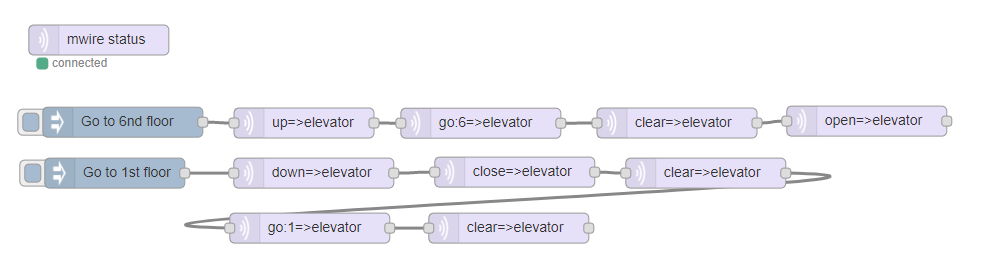 mwire status
connected
Go to 6nd floor
up=>elevator
go:6=>elevator
clear=>elevator
open=>elevator
Go to 1st floor
down=>elevator
close=>elevator
clear=>elevator
go:1=>elevator
clear=>elevator